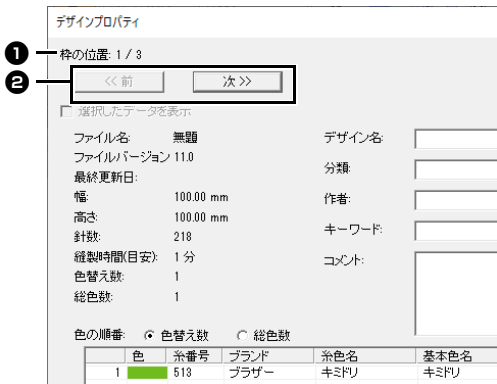 デザインプロパティ
❶ 枠の位置: 1 / 3
❷ << 前 次 >>
選択したデータを表示
ファイル名: 無題 デザイン名:
ファイルバージョン 11.0 分類:
最終更新日:
幅: 100.00 mm 作者:
高さ: 100.00 mm
針数: 218 キーワード:
縫製時間(目安): 1 分 コメント:
色替え数: 1
総色数: 1
色の順番: 色替え数 総色数
色 糸番号 ブランド 糸色名 基本色名
1 513 ブラザー キミドリ キミドリ